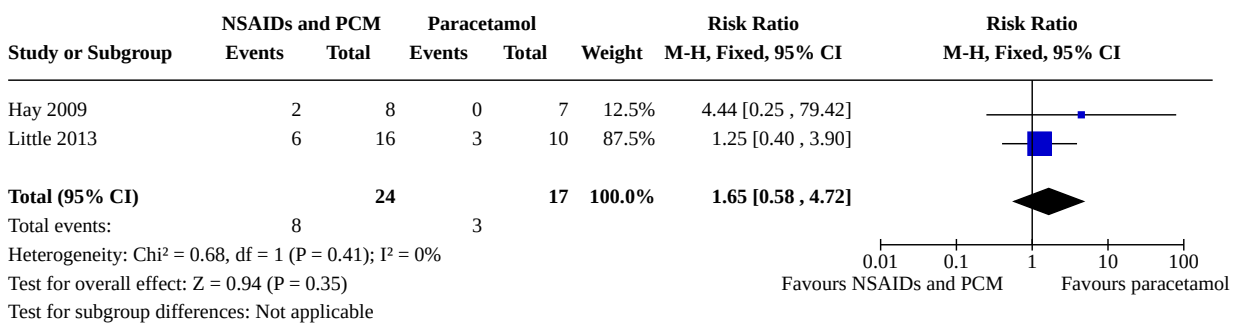 NSAIDs and PCM Paracetamol Risk Ratio Risk Ratio
Study or Subgroup Events Total Events Total Weight M-H, Fixed, 95% CI M-H, Fixed, 95% CI
Hay 2009 2 8 0 7 12.5% 4.44 [0.25 , 79.42]
Little 2013 6 16 3 10 87.5% 1.25 [0.40 , 3.90]
Total (95% CI) 24 17 100.0% 1.65 [0.58 , 4.72]
Total events: 8 3
Heterogeneity: Chi² = 0.68, df = 1 (P = 0.41); I² = 0%
0.01 0.1 1 10 100
Test for overall effect: Z = 0.94 (P = 0.35)
Favours NSAIDs and PCM Favours paracetamol
Test for subgroup differences: Not applicable